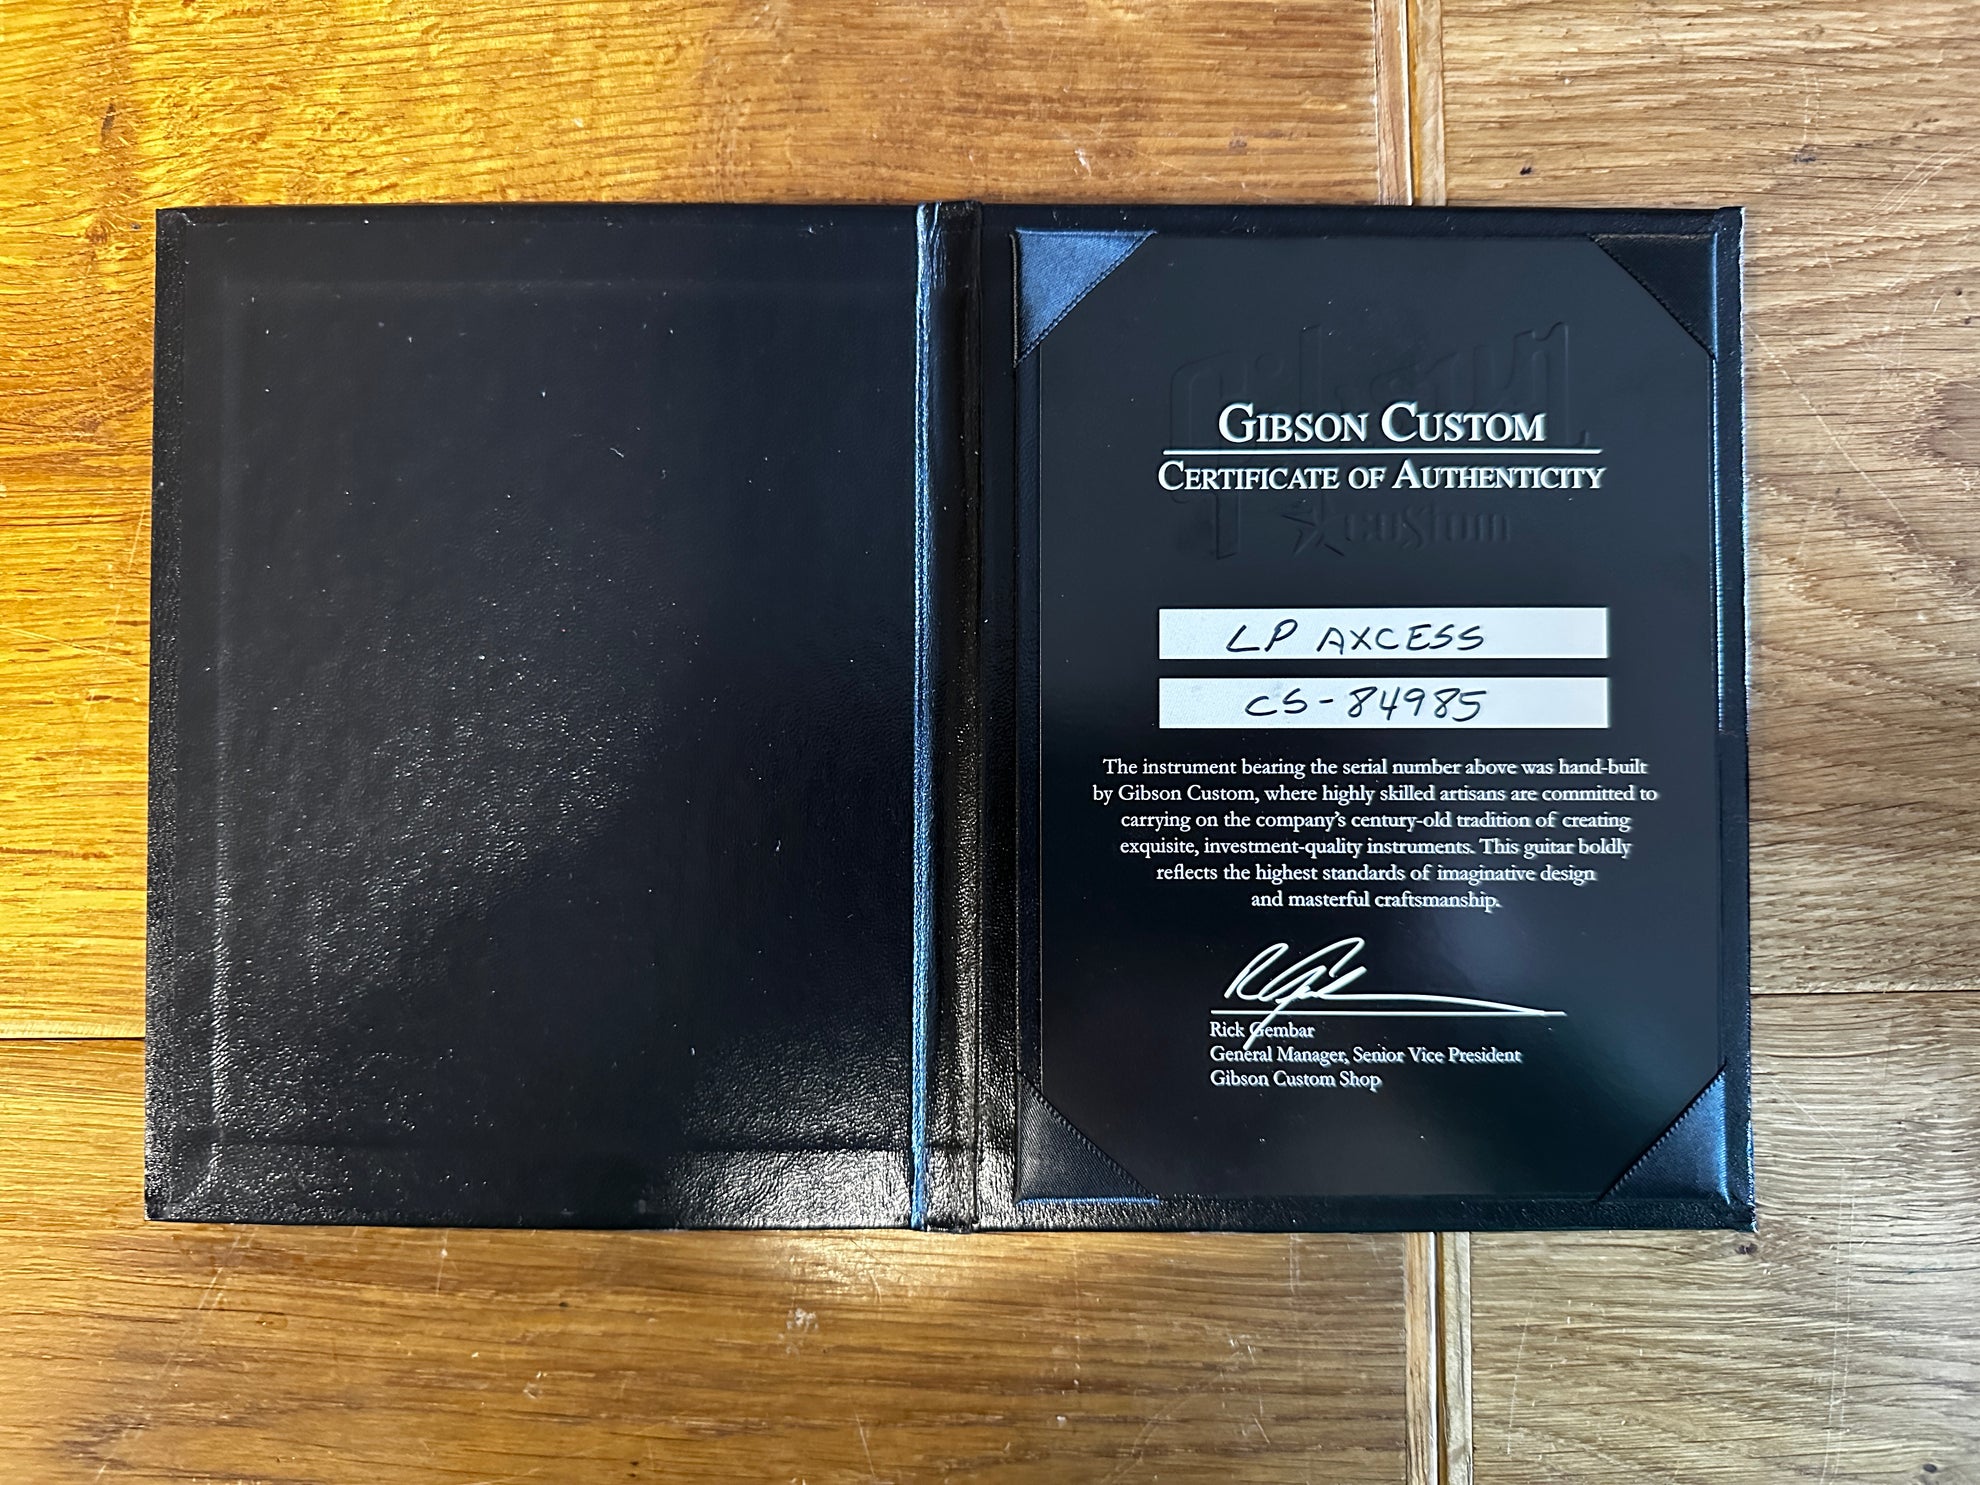 Gibson
GIBSON CUSTOM
CERTIFICATE OF AUTHENTICITY
custom
LP AXCESS
CS-84985
The instrument bearing the serial number above was hand-built
by Gibson Custom, where highly skilled artisans are committed to
carrying on the company's century-old tradition of creating
exquisite, investment-quality instruments. This guitar boldly
reflects the highest standards of imaginative design
and masterful craftsmanship.
Rick Gembar
General Manager, Senior Vice President
Gibson Custom Shop